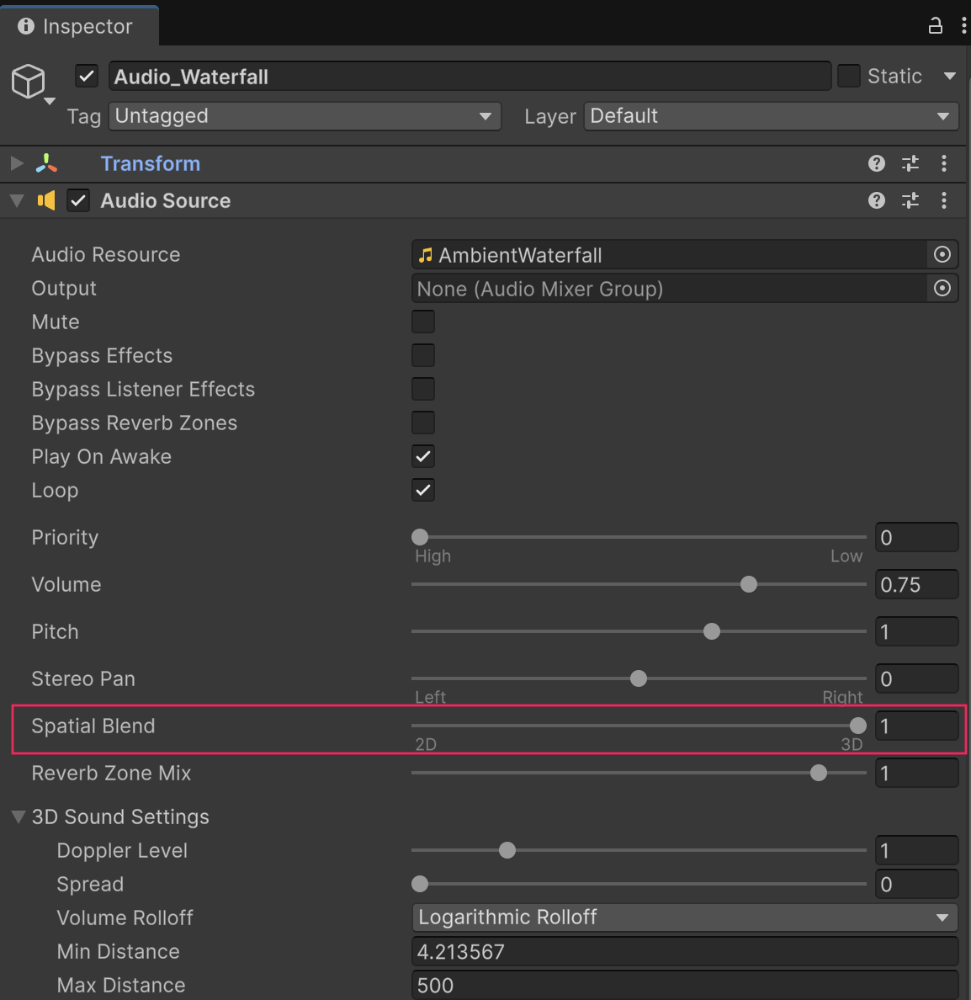 Inspector
Audio_Waterfall Static
Tag Untagged Layer Default
Transform
Audio Source
Audio Resource AmbientWaterfall
Output None (Audio Mixer Group)
Mute
Bypass Effects
Bypass Listener Effects
Bypass Reverb Zones
Play On Awake
Loop
Priority 0
High Low
Volume 0.75
Pitch 1
Stereo Pan 0
Left Right
Spatial Blend 1
2D 3D
Reverb Zone Mix 1
3D Sound Settings
Doppler Level 1
Spread 0
Volume Rolloff Logarithmic Rolloff
Min Distance 4.213567
Max Distance 500